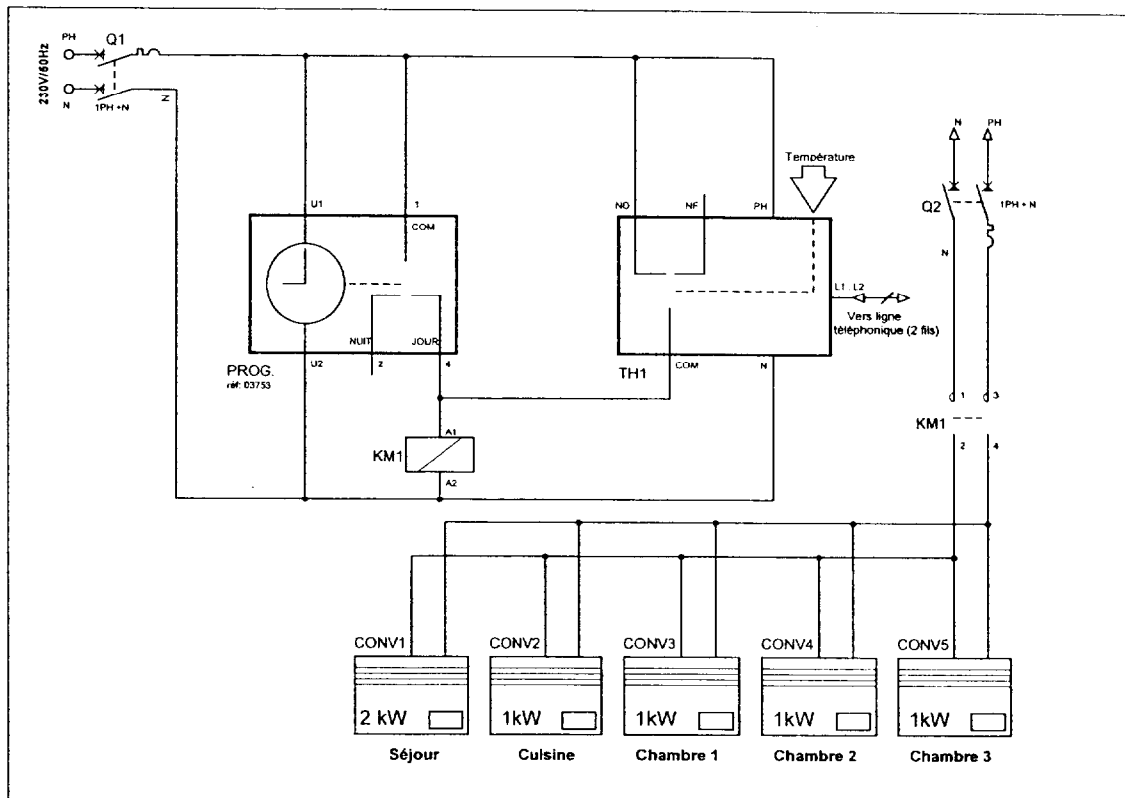 PH
Q1
230V/50Hz
N
1PH +N
N
U1
1
COM
NUIT
JOUR
U2
2
4
PROG.
réf: 03753
A1
KM1
A2
Température
NO
NF
PH
L1 L2
Vers ligne
téléphonique (2 fils)
TH1
COM
N
N
PH
Q2
1PH + N
N
1
3
KM1
2
4
CONV1
CONV2
CONV3
CONV4
CONV5
2 kW
1kW
1kW
1kW
1kW
Séjour
Cuisine
Chambre 1
Chambre 2
Chambre 3